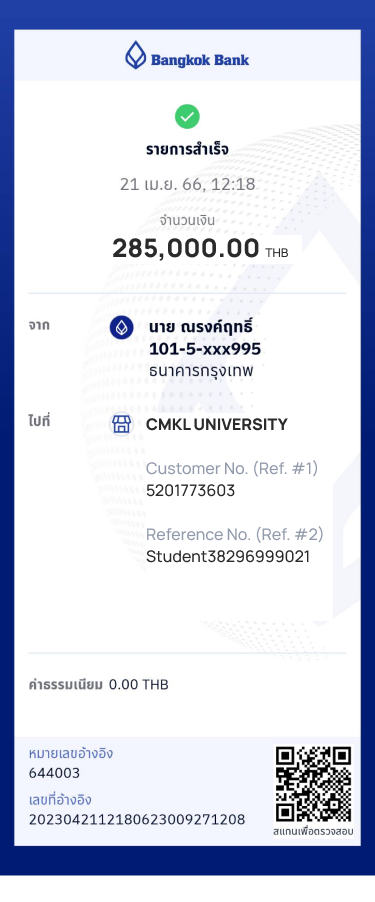 Bangkok Bank
รายการสำเร็จ
21 เม.ย. 66, 12:18
จำนวนเงิน
285,000.00 THB
จาก
นาย ณรงค์ฤทธิ์
101-5-xxx995
ธนาคารกรุงเทพ
ไปที่
CMKL UNIVERSITY
Customer No. (Ref. #1)
5201773603
Reference No. (Ref. #2)
Student38296999021
ค่าธรรมเนียม 0.00 THB
หมายเลขอ้างอิง
644003
เลขที่อ้างอิง
2023042112180623009271208
สแกนเพื่อตรวจสอบ